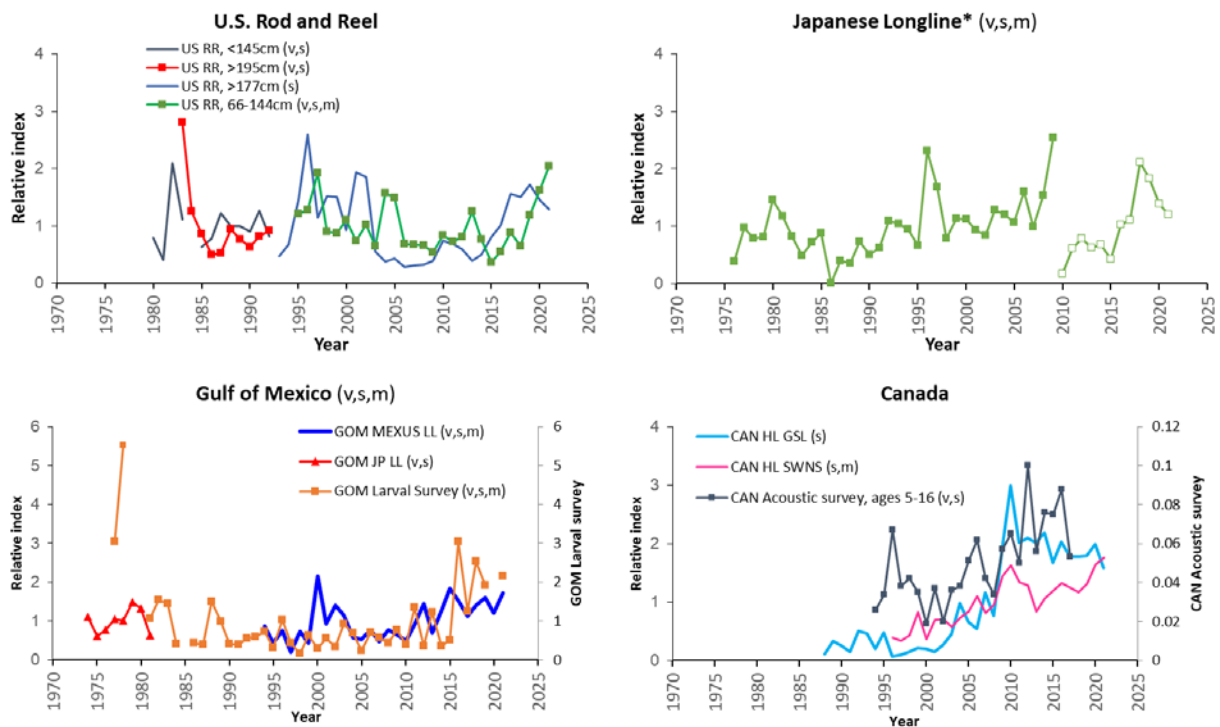 U.S. Rod and Reel
US RR, <145cm (v,s)
US RR, >195cm (v,s)
US RR, >177cm (s)
US RR, 66-144cm (v,s,m)
Relative index
4
3
2
1
0
1970 1975 1980 1985 1990 1995 2000 2005 2010 2015 2020 2025
Year
Japanese Longline* (v,s,m)
Relative index
4
3
2
1
0
1970 1975 1980 1985 1990 1995 2000 2005 2010 2015 2020 2025
Year
Gulf of Mexico (v,s,m)
GOM MEXUS LL (v,s,m)
GOM JP LL (v,s)
GOM Larval Survey (v,s,m)
Relative index
6
5
4
3
2
1
0
6
5
4
3
2
1
0
GOM Larval survey
1970 1975 1980 1985 1990 1995 2000 2005 2010 2015 2020 2025
Year
Canada
CAN HL GSL (s)
CAN HL SWNS (s,m)
CAN Acoustic survey, ages 5-16 (v,s)
Relative index
4
3
2
1
0
0.12
0.1
0.08
0.06
0.04
0.02
0
CAN Acoustic survey
1970 1975 1980 1985 1990 1995 2000 2005 2010 2015 2020 2025
Year